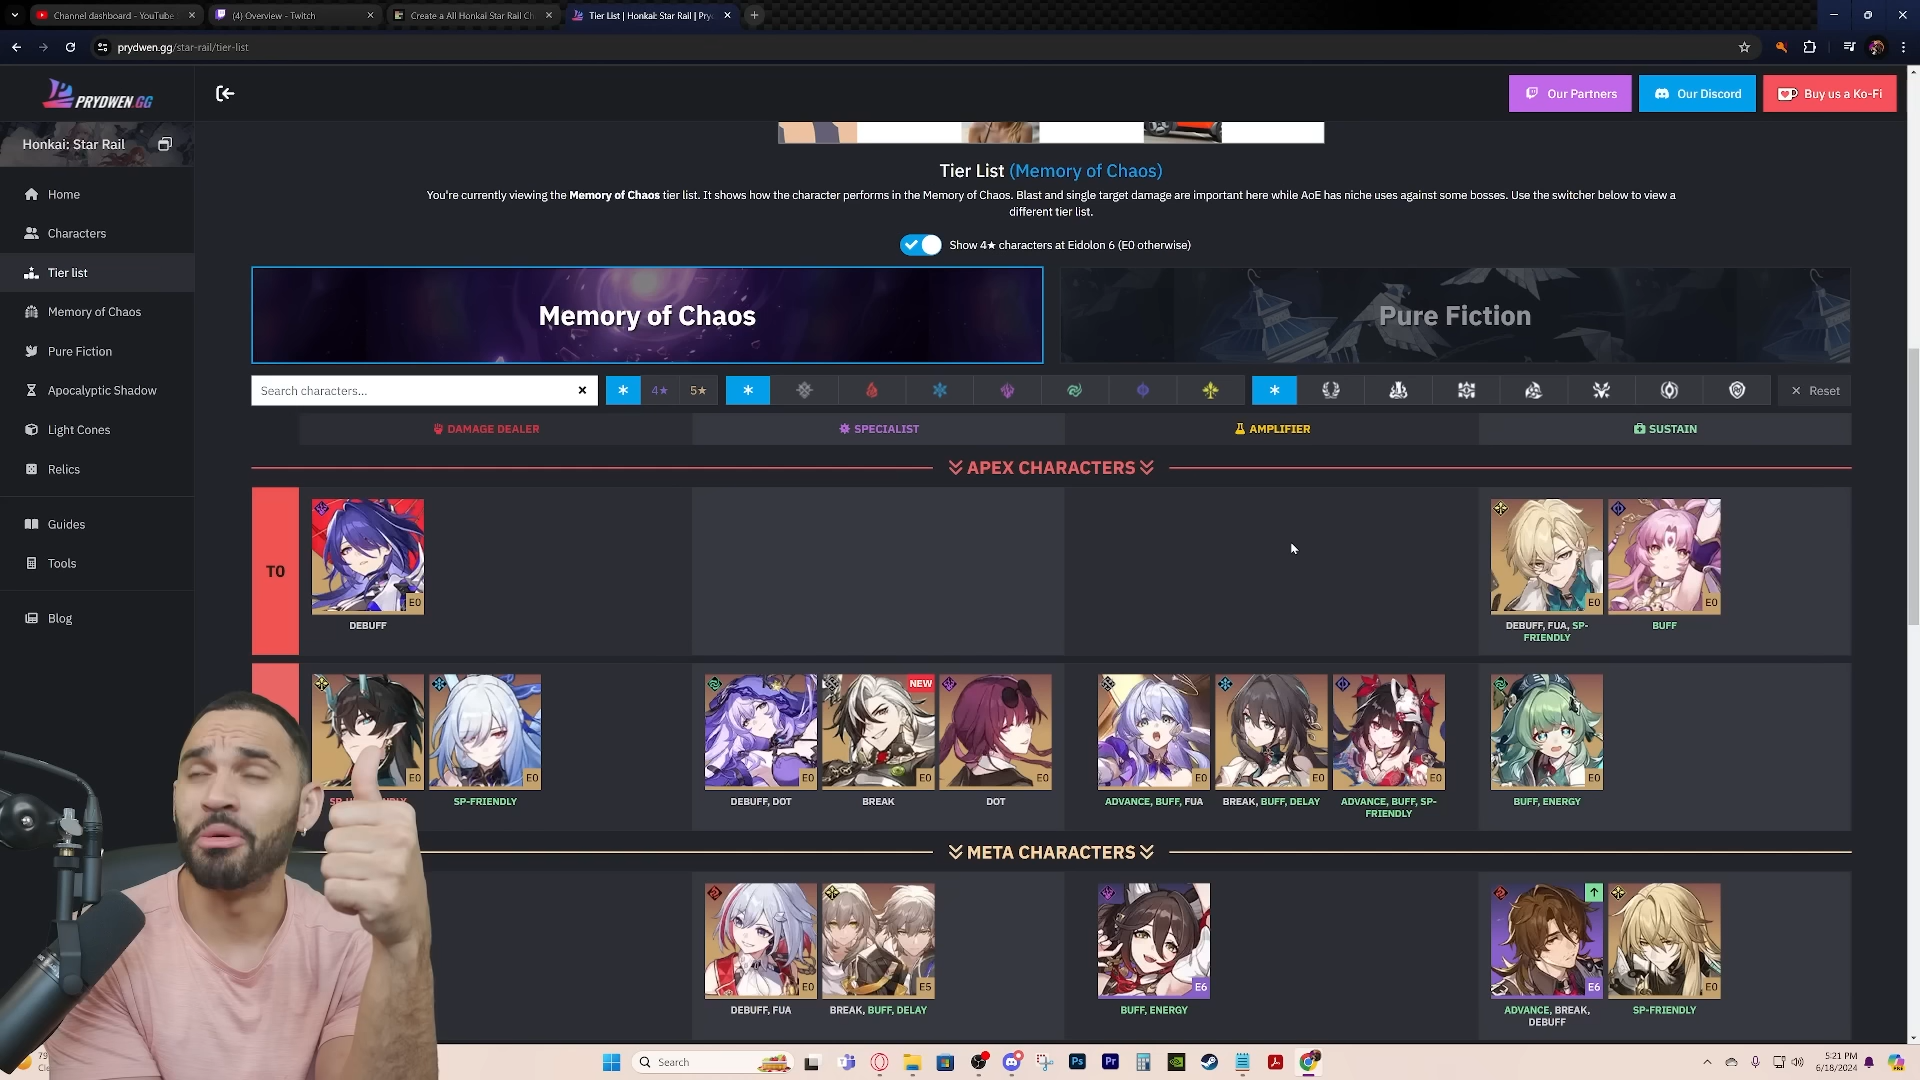 Channel dashboard - YouTube
(4) Overview - Twitch
Create a All Honkai Star Rail Ch
Tier List | Honkai: Star Rail | Pry
prydwen.gg/star-rail/tier-list
PRYDWEN.GG
Our Partners
Our Discord
Buy us a Ko-Fi
Honkai: Star Rail
Home
Characters
Tier list
Memory of Chaos
Pure Fiction
Apocalyptic Shadow
Light Cones
Relics
Guides
Tools
Blog
Tier List (Memory of Chaos)
You're currently viewing the Memory of Chaos tier list. It shows how the character performs in the Memory of Chaos. Blast and single target damage are important here while AoE has niche uses against some bosses. Use the switcher below to view a
different tier list.
Show 4★ characters at Eidolon 6 (E0 otherwise)
Memory of Chaos
Pure Fiction
Search characters...
4★
5★
Reset
DAMAGE DEALER
SPECIALIST
AMPLIFIER
SUSTAIN
APEX CHARACTERS
T0
E0
E0
E0
DEBUFF
DEBUFF, FUA, SP-
FRIENDLY
BUFF
NEW
E0
E0
E0
E0
E0
E0
E0
E0
E0
SP-FRIENDLY
DEBUFF, DOT
BREAK
DOT
ADVANCE, BUFF, FUA
BREAK, BUFF, DELAY
ADVANCE, BUFF, SP-
FRIENDLY
BUFF, ENERGY
META CHARACTERS
E0
E5
E6
E6
E0
DEBUFF, FUA
BREAK, BUFF, DELAY
BUFF, ENERGY
ADVANCE, BREAK,
DEBUFF
SP-FRIENDLY
Search
Ps
Pr
5:21 PM
6/18/2024